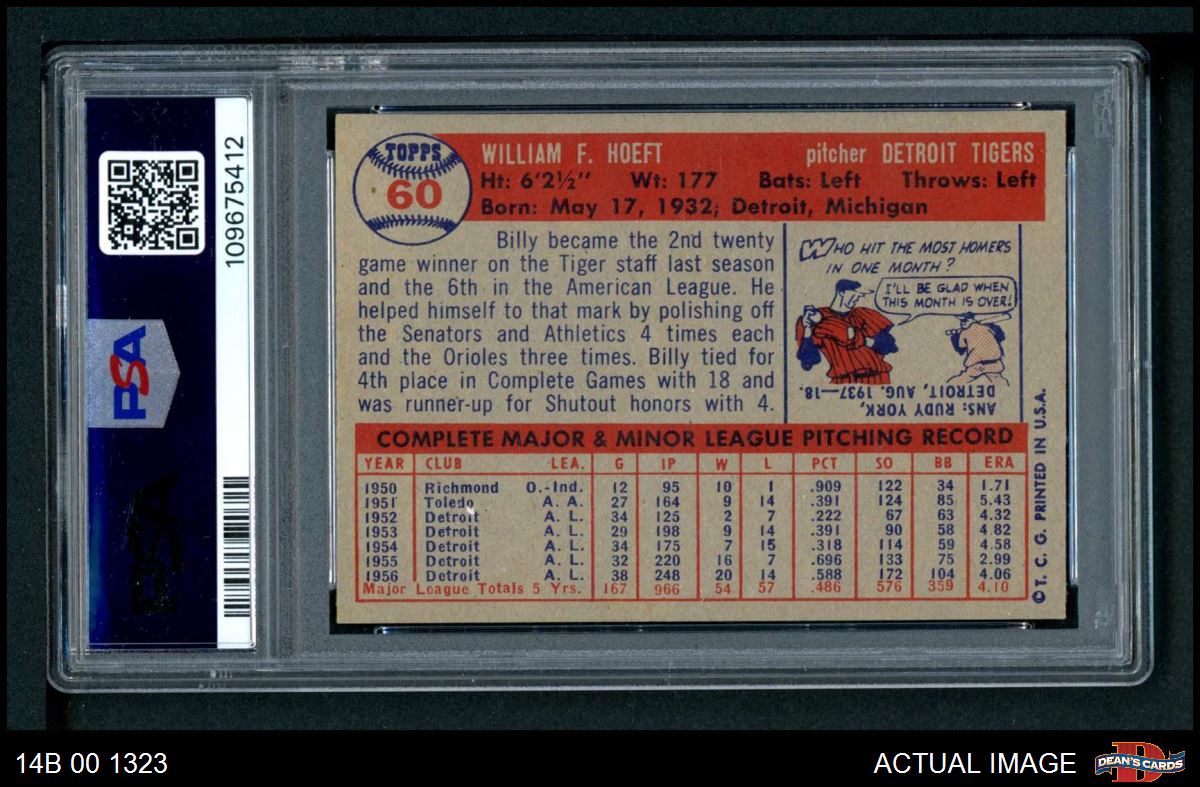 109675412
PSA
TOPPS
60
WILLIAM F. HOEFT pitcher DETROIT TIGERS
Ht: 6'2½" Wt: 177 Bats: Left Throws: Left
Born: May 17, 1932; Detroit, Michigan
Billy became the 2nd twenty
game winner on the Tiger staff last season
and the 6th in the American League. He
helped himself to that mark by polishing off
the Senators and Athletics 4 times each
and the Orioles three times. Billy tied for
4th place in Complete Games with 18 and
was runner-up for Shutout honors with 4.
WHO HIT THE MOST HOMERS
IN ONE MONTH?
I'LL BE GLAD WHEN
THIS MONTH IS OVER!
ANS: RUDY YORK,
DETROIT, AUG. 1937—18.
COMPLETE MAJOR & MINOR LEAGUE PITCHING RECORD
YEAR CLUB LEA. G IP W L PCT SO BB ERA
1950 Richmond O.-Ind. 12 95 10 1 .909 122 34 1.71
1951 Toledo A. A. 27 164 9 14 .391 124 85 5.43
1952 Detroit A. L. 34 125 2 7 .222 67 63 4.32
1953 Detroit A. L. 29 198 9 14 .391 90 58 4.82
1954 Detroit A. L. 34 175 7 15 .318 114 59 4.58
1955 Detroit A. L. 32 220 16 7 .696 133 75 2.99
1956 Detroit A. L. 38 248 20 14 .588 172 104 4.06
Major League Totals 5 Yrs. 167 966 54 57 .486 576 359 4.10
© T. C. G. PRINTED IN U.S.A.
PSA
PSA
14B 00 1323
ACTUAL IMAGE
DEAN'S CARDS